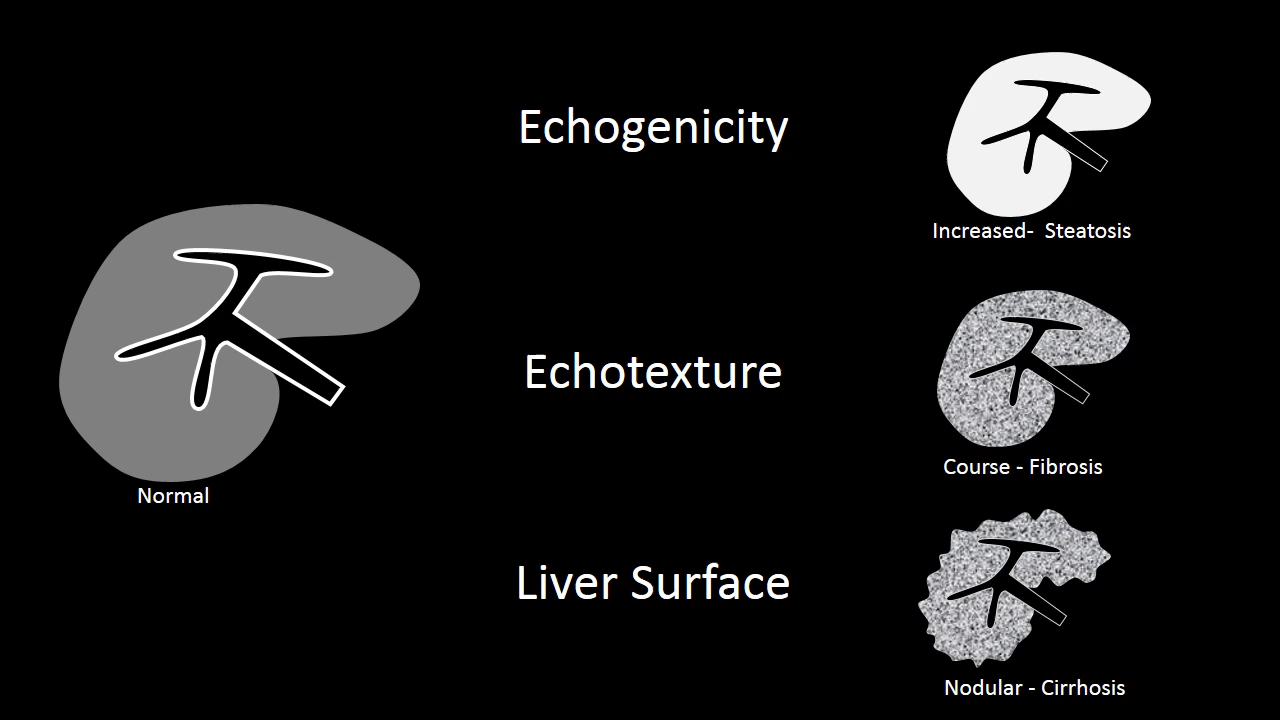 Echogenicity
Increased-  Steatosis
Normal
Echotexture
Course - Fibrosis
Liver Surface
Nodular - Cirrhosis